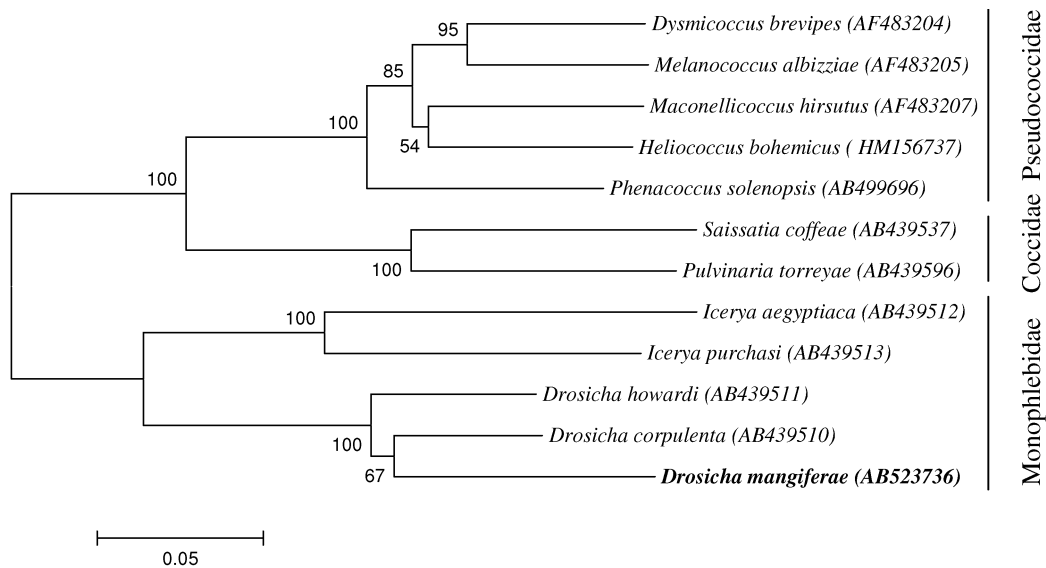 Dysmicoccus brevipes (AF483204)
95
Melanococcus albizziae (AF483205)
85
Maconellicoccus hirsutus (AF483207)
100
54
Heliococcus bohemicus ( HM156737)
100
Phenacoccus solenopsis (AB499696)
Pseudococcidae
Saissatia coffeae (AB439537)
100
Pulvinaria torreyae (AB439596)
Coccidae
Icerya aegyptiaca (AB439512)
100
Icerya purchasi (AB439513)
Drosicha howardi (AB439511)
100
Drosicha corpulenta (AB439510)
67
Drosicha mangiferae (AB523736)
Monophlebidae
0.05